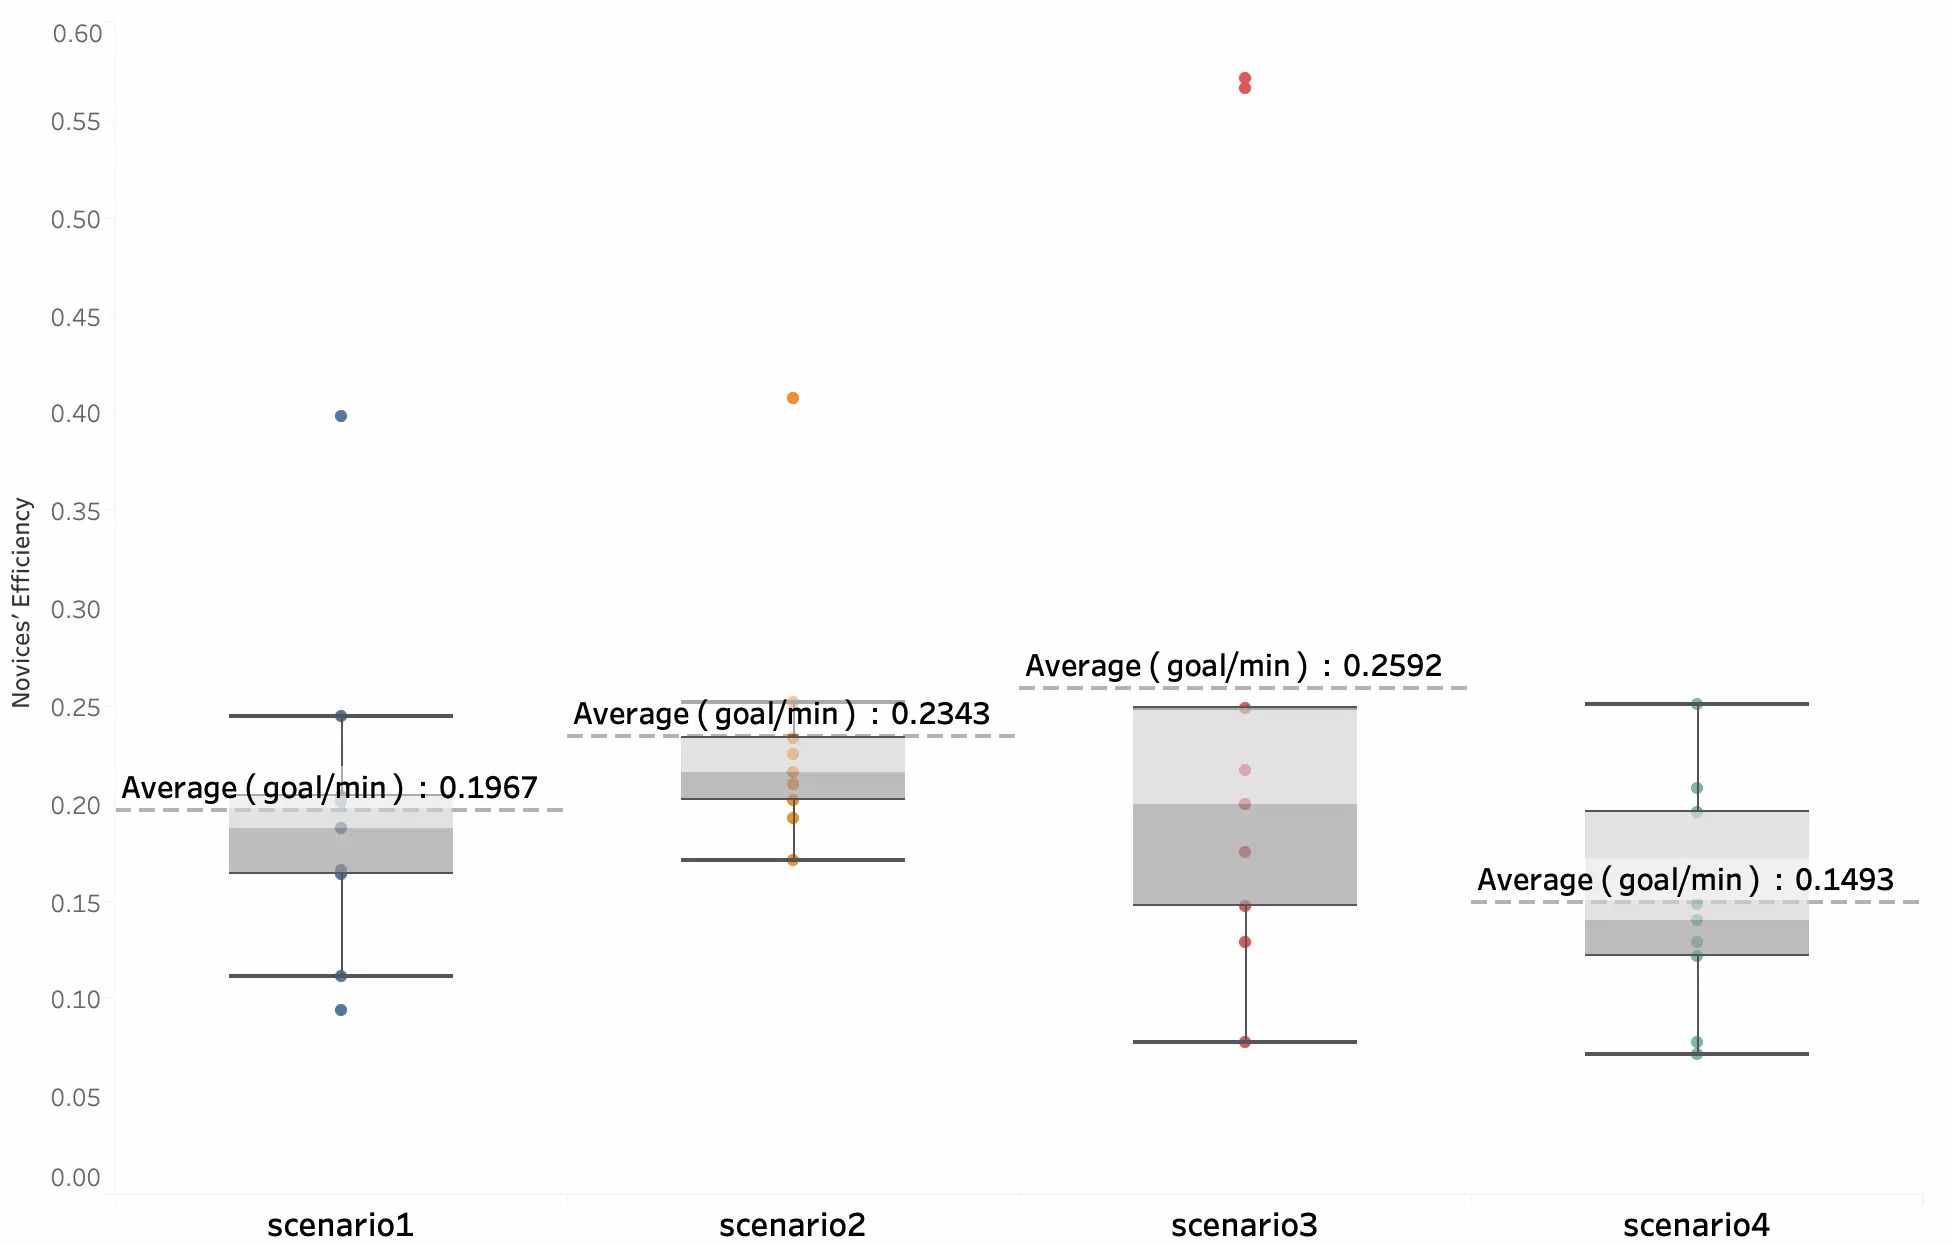 0.60
0.55
0.50
0.45
0.40
0.35
0.30
0.25
0.20
0.15
0.10
0.05
0.00
Novices’ Efficiency
Average ( goal/min ) : 0.1967
Average ( goal/min ) : 0.2343
Average ( goal/min ) : 0.2592
Average ( goal/min ) : 0.1493
scenario1
scenario2
scenario3
scenario4